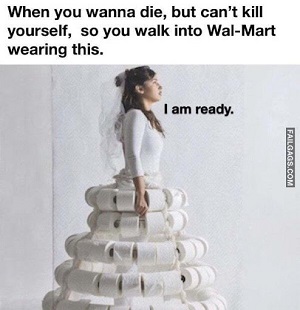 When you wanna die, but can't kill
yourself,  so you walk into Wal-Mart
wearing this.
I am ready.
FAILGAGS.COM